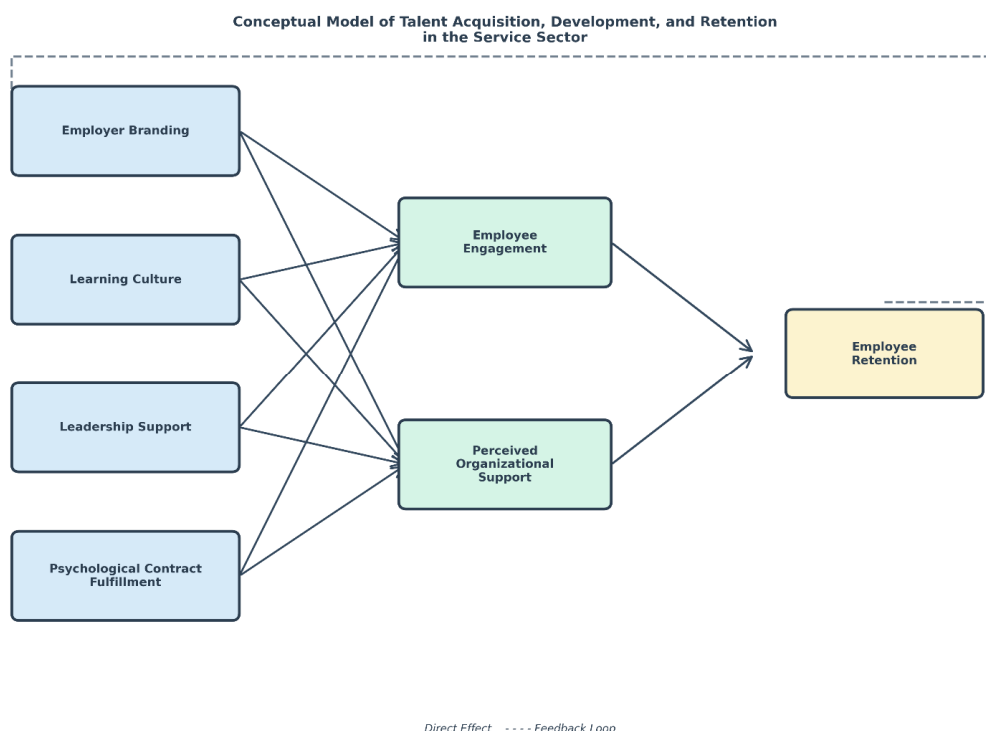 Conceptual Model of Talent Acquisition, Development, and Retention
in the Service Sector
Employer Branding
Learning Culture
Leadership Support
Psychological Contract
Fulfillment
Employee
Engagement
Perceived
Organizational
Support
Employee
Retention
Direct Effect - - - - Feedback Loop